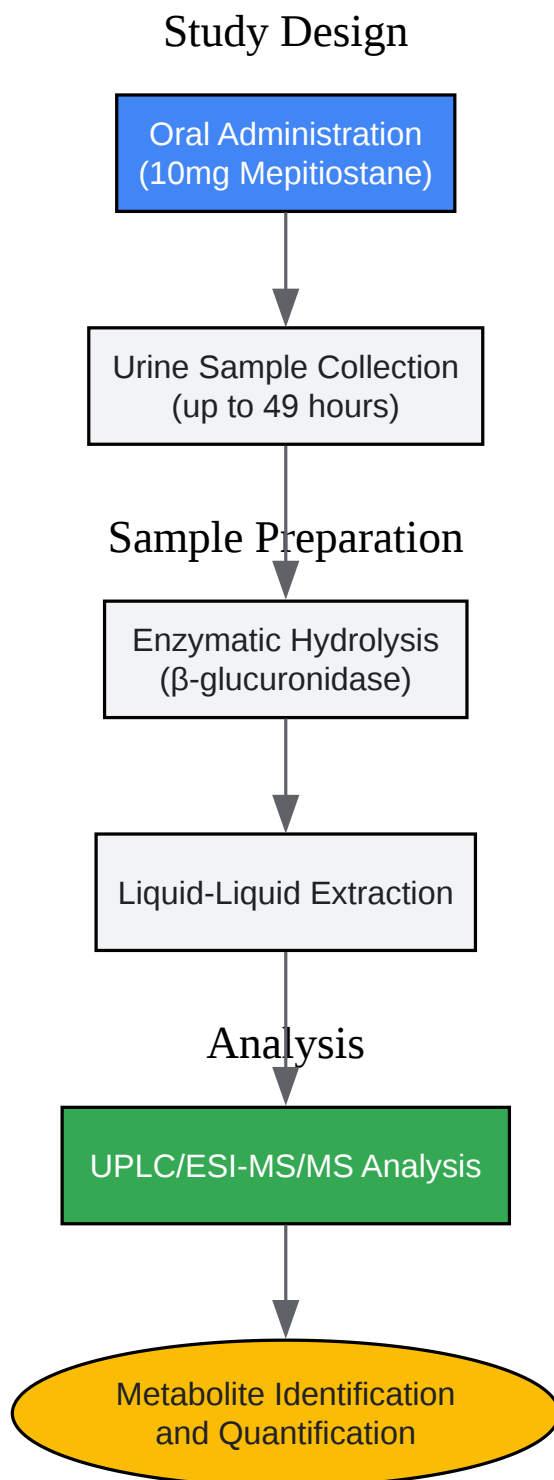 Study Design
Oral Administration
(10mg Mepitiostane)
Urine Sample Collection
(up to 49 hours)
Sample Preparation
Enzymatic Hydrolysis
(β-glucuronidase)
Liquid-Liquid Extraction
Analysis
UPLC/ESI-MS/MS Analysis
Metabolite Identification
and Quantification